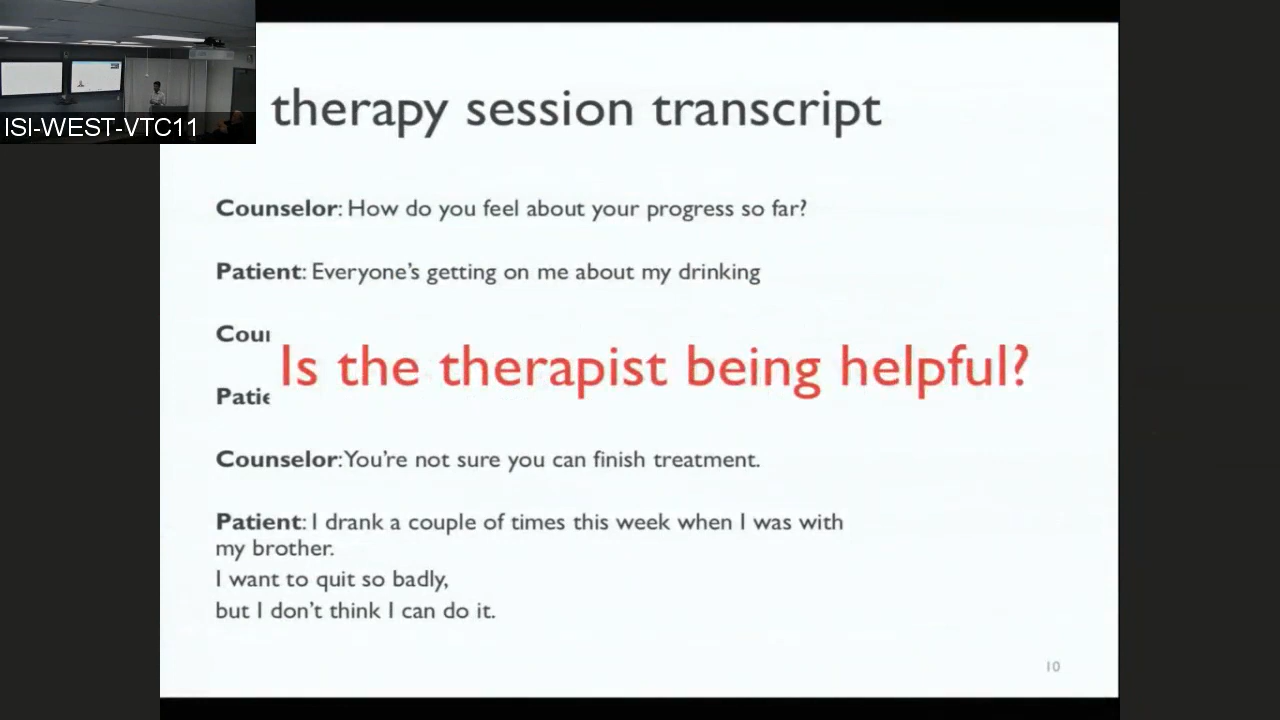 ISI-WEST-VTC11
therapy session transcript
Counselor: How do you feel about your progress so far?
Patient: Everyone's getting on me about my drinking
Coun
Is the therapist being helpful?
Patie
Counselor: You're not sure you can finish treatment.
Patient: I drank a couple of times this week when I was with
my brother.
I want to quit so badly,
but I don't think I can do it.
10